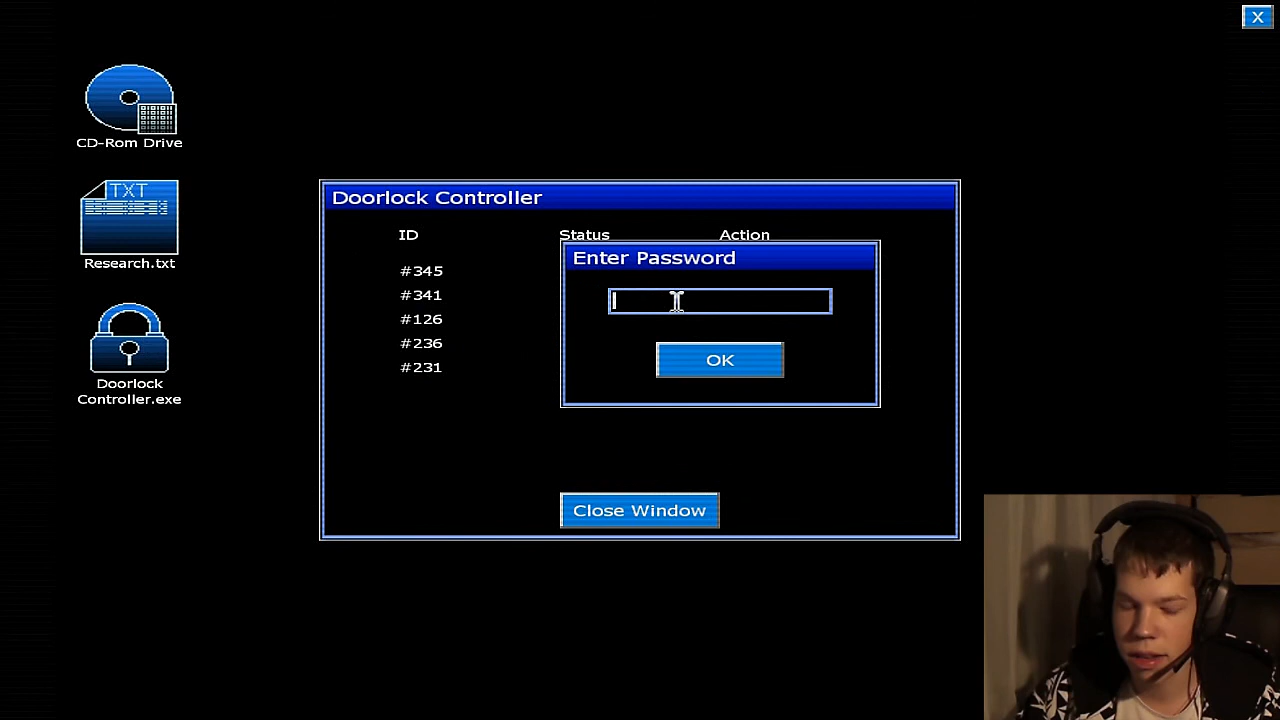 X
CD-Rom Drive
TXT
Research.txt
Doorlock
Controller.exe
Doorlock Controller
ID Status Action
#345
#341
#126
#236
#231
Enter Password
OK
Close Window